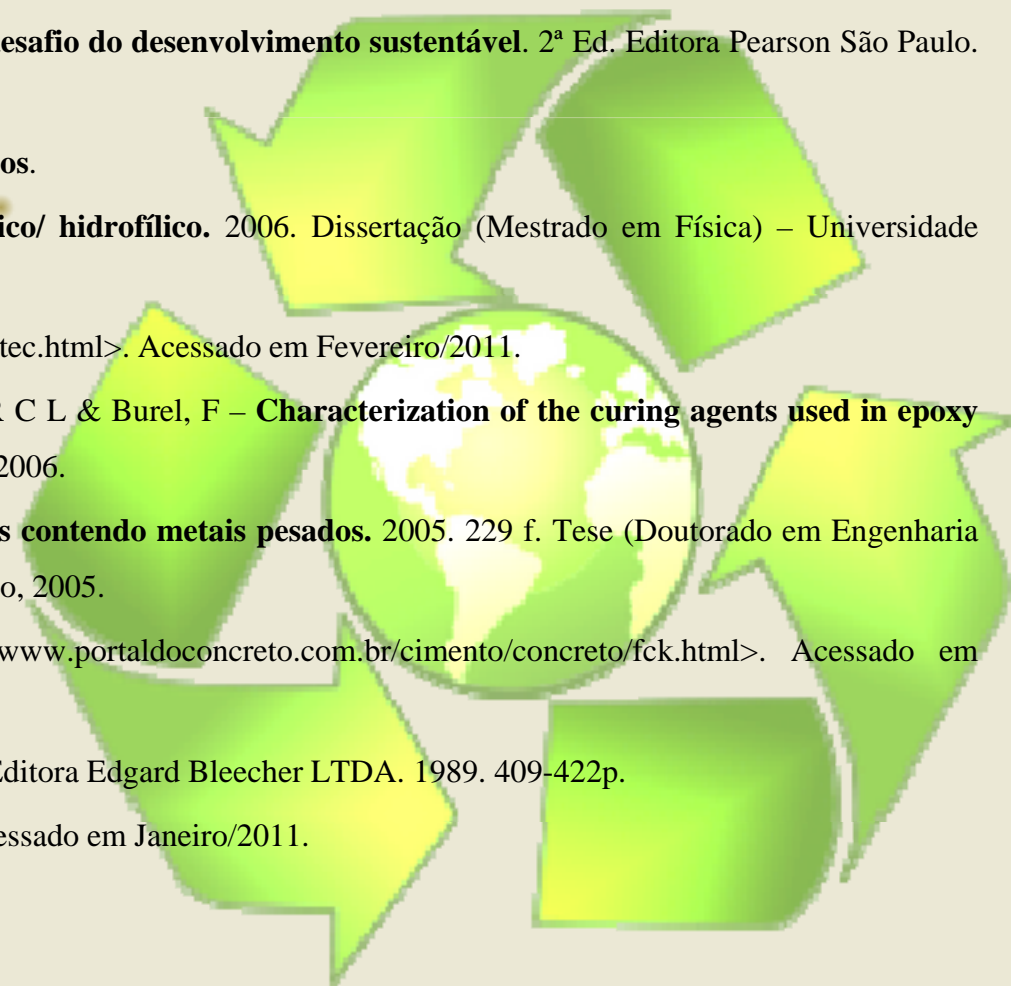 esafio do desenvolvimento sustentável. 2ª Ed. Editora Pearson São Paulo.
os.
ico/ hidrofílico. 2006. Dissertação (Mestrado em Física) – Universidade
tec.html>. Acessado em Fevereiro/2011.
R C L & Burel, F – Characterization of the curing agents used in epoxy
2006.
s contendo metais pesados. 2005. 229 f. Tese (Doutorado em Engenharia
o, 2005.
www.portaldoconcreto.com.br/cimento/concreto/fck.html>. Acessado em
Editora Edgard Bleecher LTDA. 1989. 409-422p.
essado em Janeiro/2011.